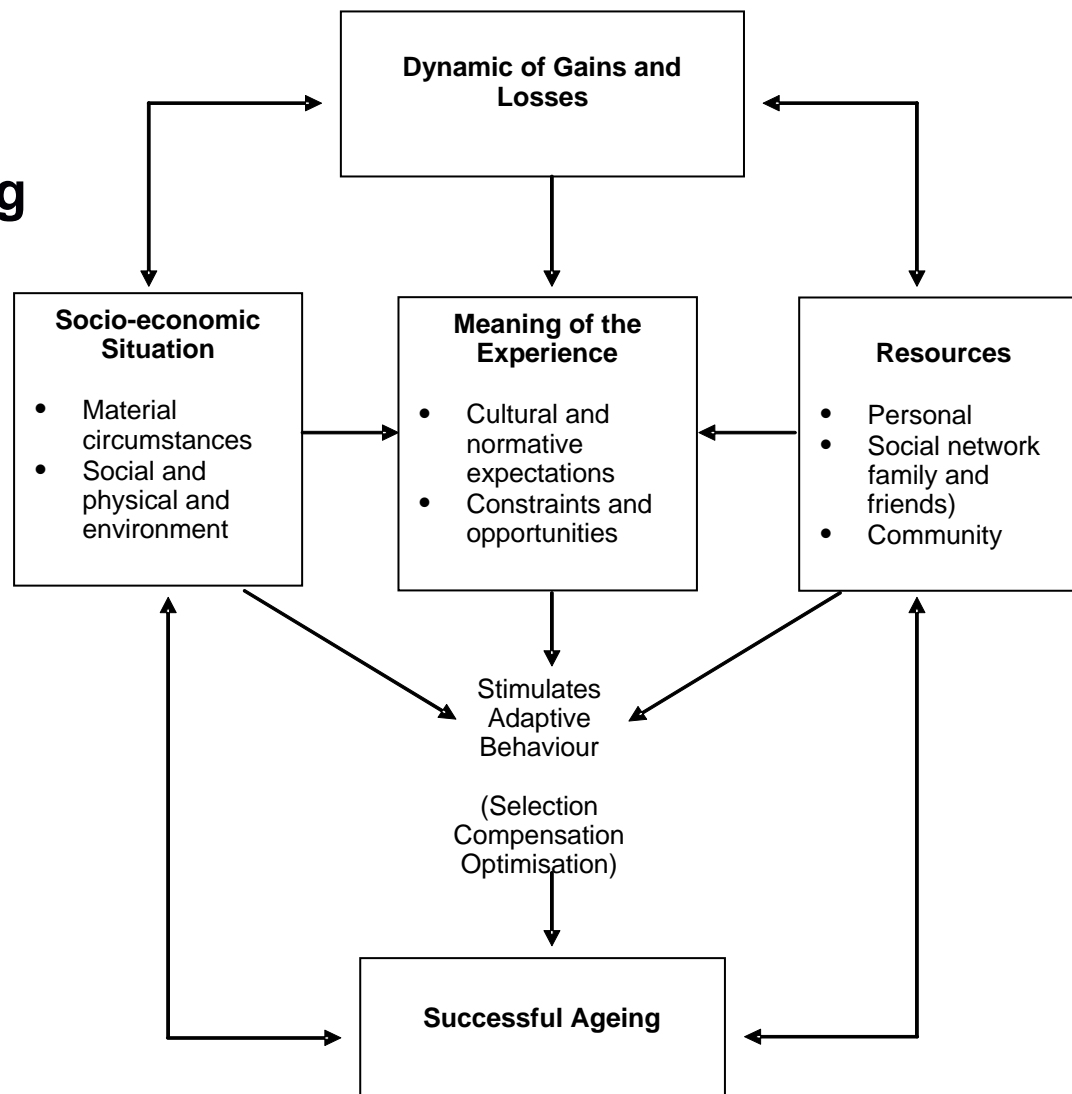 Dynamic of Gains and
Losses
g
Socio-economic
Situation
• Material
circumstances
• Social and
physical and
environment
Meaning of the
Experience
• Cultural and
normative
expectations
• Constraints and
opportunities
Resources
• Personal
• Social network
family and
friends)
• Community
Stimulates
Adaptive
Behaviour
(Selection
Compensation
Optimisation)
Successful Ageing